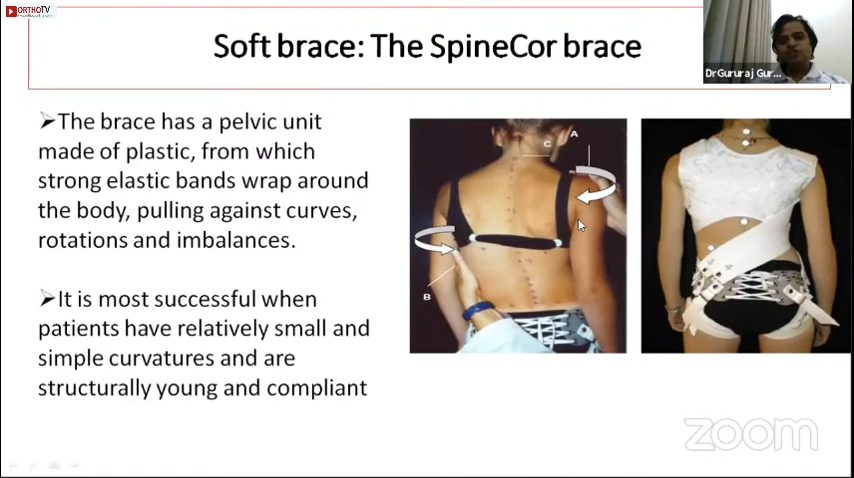 ORTHOTV
Soft brace: The SpineCor brace
Dr Gururaj Gur...
➤The brace has a pelvic unit
made of plastic, from which
strong elastic bands wrap around
the body, pulling against curves,
rotations and imbalances.
➤It is most successful when
patients have relatively small and
simple curvatures and are
structurally young and compliant
C
A
B
zoom